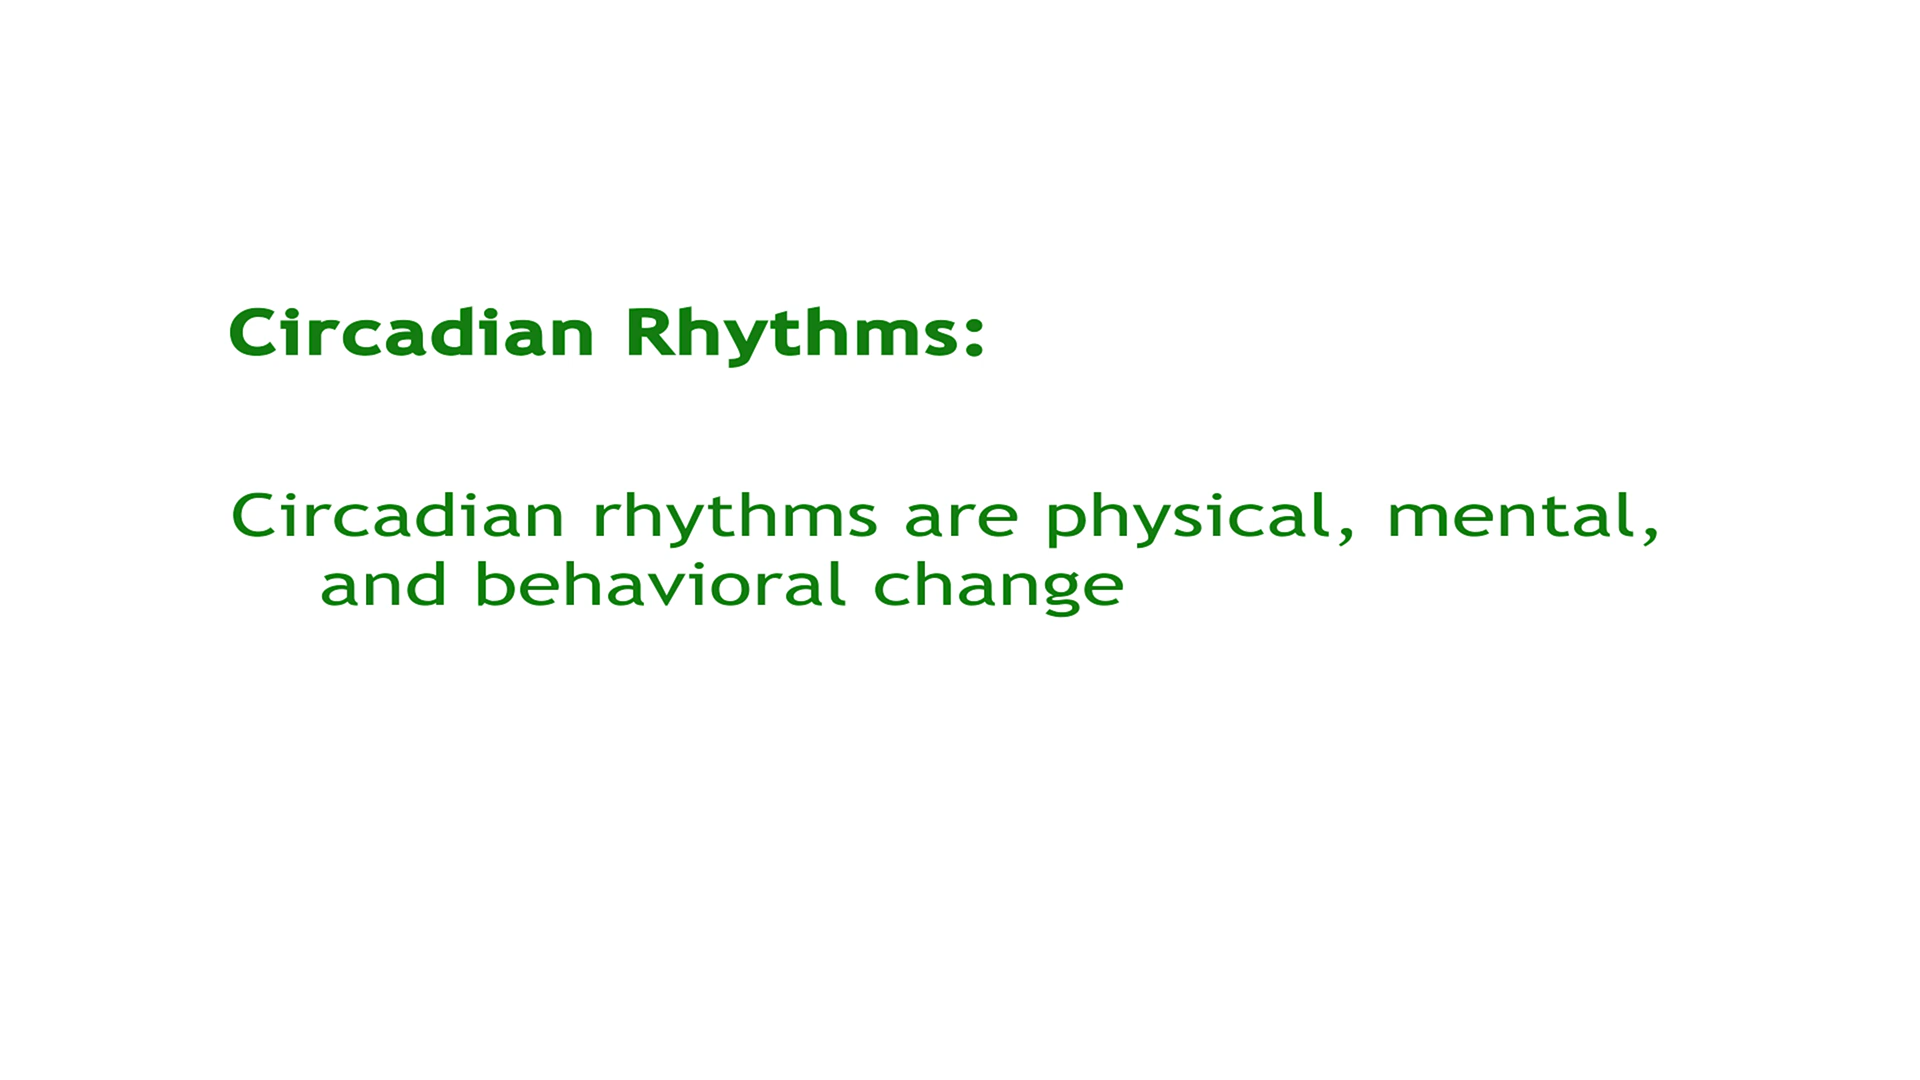 Circadian Rhythms:
Circadian rhythms are physical, mental,
and behavioral change